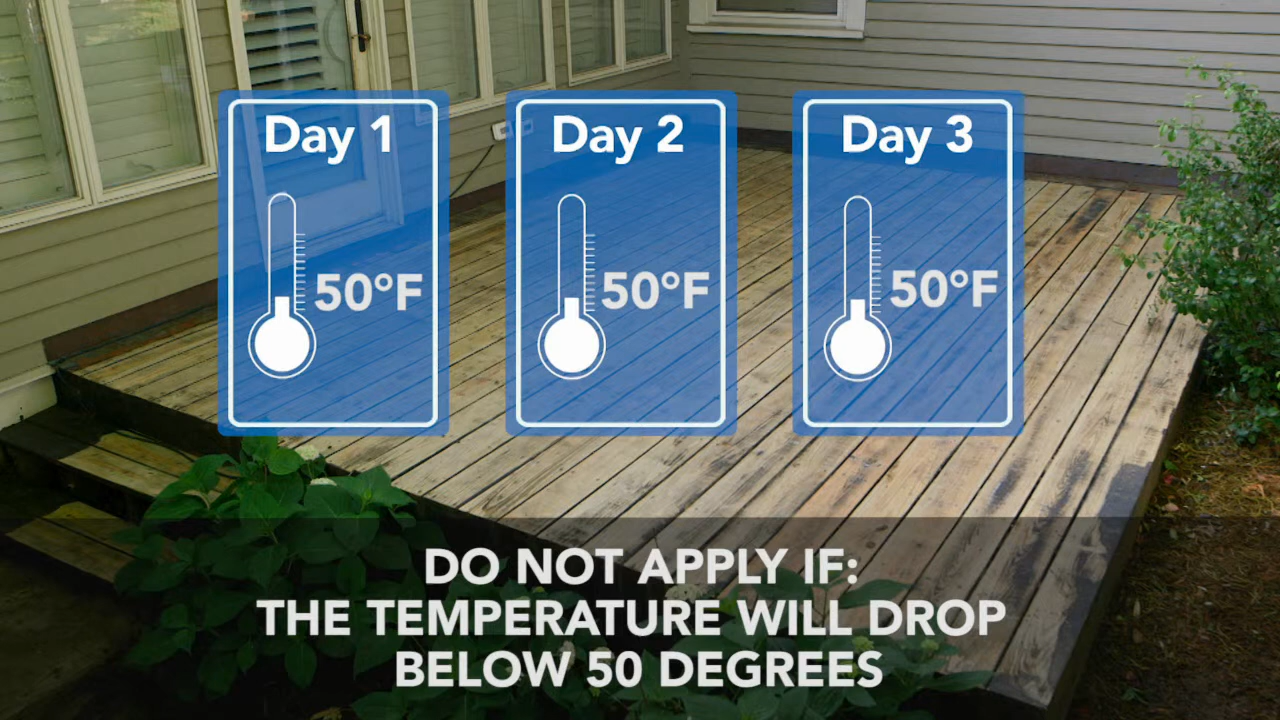 Day 1
Day 2
Day 3
50°F
50°F
50°F
DO NOT APPLY IF:
THE TEMPERATURE WILL DROP
BELOW 50 DEGREES